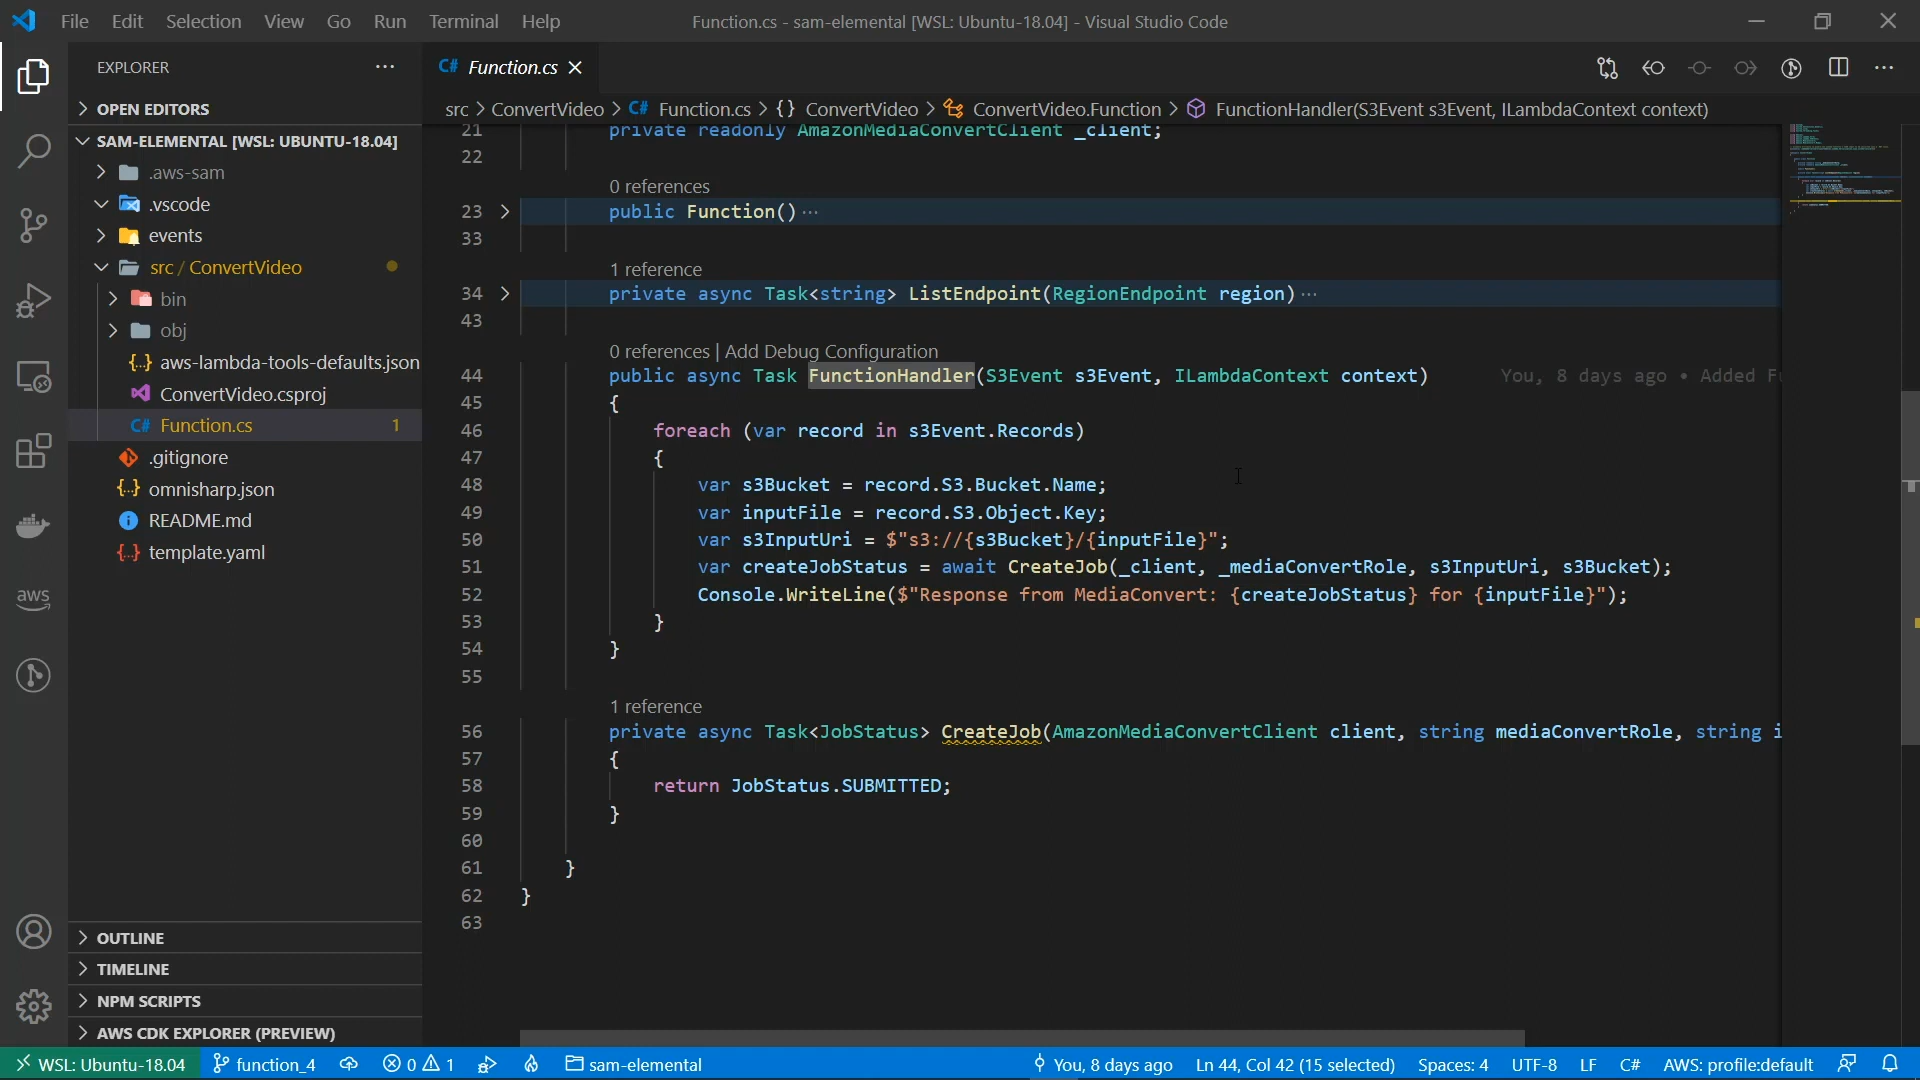 File Edit Selection View Go Run Terminal Help
Function.cs - sam-elemental [WSL: Ubuntu-18.04] - Visual Studio Code
EXPLORER
OPEN EDITORS
SAM-ELEMENTAL [WSL: UBUNTU-18.04]
.aws-sam
.vscode
events
src / ConvertVideo
bin
obj
{··} aws-lambda-tools-defaults.json
ConvertVideo.csproj
C# Function.cs 1
.gitignore
{··} omnisharp.json
README.md
{··} template.yaml
OUTLINE
TIMELINE
NPM SCRIPTS
AWS CDK EXPLORER (PREVIEW)
aws
C# Function.cs
src > ConvertVideo > C# Function.cs > {} ConvertVideo > ConvertVideo.Function > FunctionHandler(S3Event s3Event, ILambdaContext context)
21 private readonly AmazonMediaConvertClient _client;
22
0 references
23 public Function() ···
33
1 reference
34 private async Task<string> ListEndpoint(RegionEndpoint region) ···
43
0 references | Add Debug Configuration
44 public async Task FunctionHandler(S3Event s3Event, ILambdaContext context) You, 8 days ago • Added Fu
45 {
46 foreach (var record in s3Event.Records)
47 {
48 var s3Bucket = record.S3.Bucket.Name;
49 var inputFile = record.S3.Object.Key;
50 var s3InputUri = $"s3://{s3Bucket}/{inputFile}";
51 var createJobStatus = await CreateJob(_client, _mediaConvertRole, s3InputUri, s3Bucket);
52 Console.WriteLine($"Response from MediaConvert: {createJobStatus} for {inputFile}");
53 }
54 }
55
1 reference
56 private async Task<JobStatus> CreateJob(AmazonMediaConvertClient client, string mediaConvertRole, string i
57 {
58 return JobStatus.SUBMITTED;
59 }
60
61 }
62 }
63
WSL: Ubuntu-18.04 function_4 0 1 sam-elemental You, 8 days ago Ln 44, Col 42 (15 selected) Spaces: 4 UTF-8 LF C# AWS: profile:default